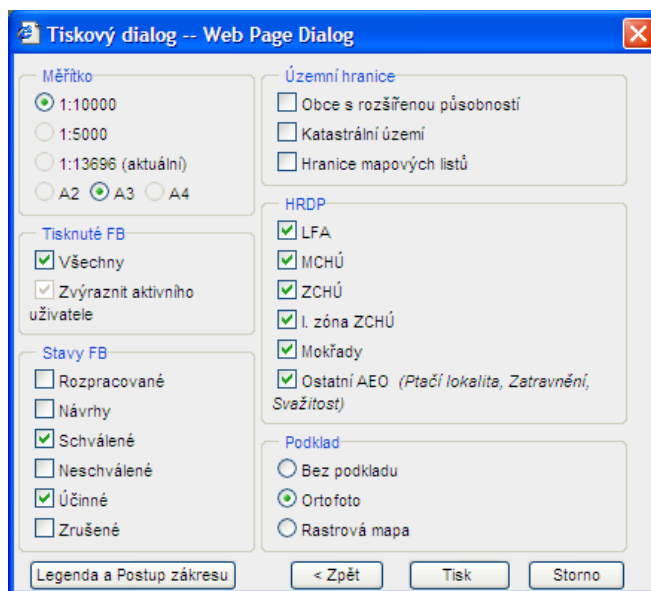 Tiskový dialog -- Web Page Dialog
Měřítko
1:10000
1:5000
1:13696 (aktuální)
A2 A3 A4
Tisknuté FB
Všechny
Zvýraznit aktivního
uživatele
Stavy FB
Rozpracované
Návrhy
Schválené
Neschválené
Účinné
Zrušené
Územní hranice
Obce s rozšířenou působností
Katastrální území
Hranice mapových listů
HRDP
LFA
MCHÚ
ZCHÚ
I. zóna ZCHÚ
Mokřady
Ostatní AEO (Ptačí lokalita, Zatravnění,
Svažitost)
Podklad
Bez podkladu
Ortofoto
Rastrová mapa
Legenda a Postup zákresu
< Zpět
Tisk
Storno